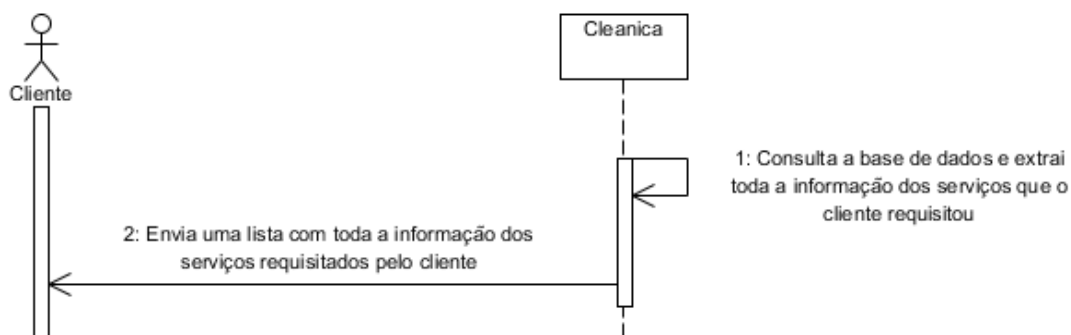 Cleanica
Cliente
1: Consulta a base de dados e extrai
toda a informação dos serviços que o
cliente requisitou
2: Envia uma lista com toda a informação dos
serviços requisitados pelo cliente